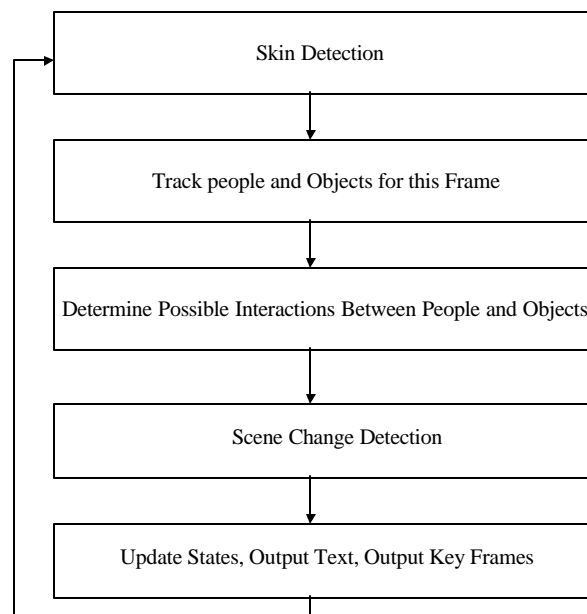 Skin Detection
Track people and Objects for this Frame
Determine Possible Interactions Between People and Objects
Scene Change Detection
Update States, Output Text, Output Key Frames